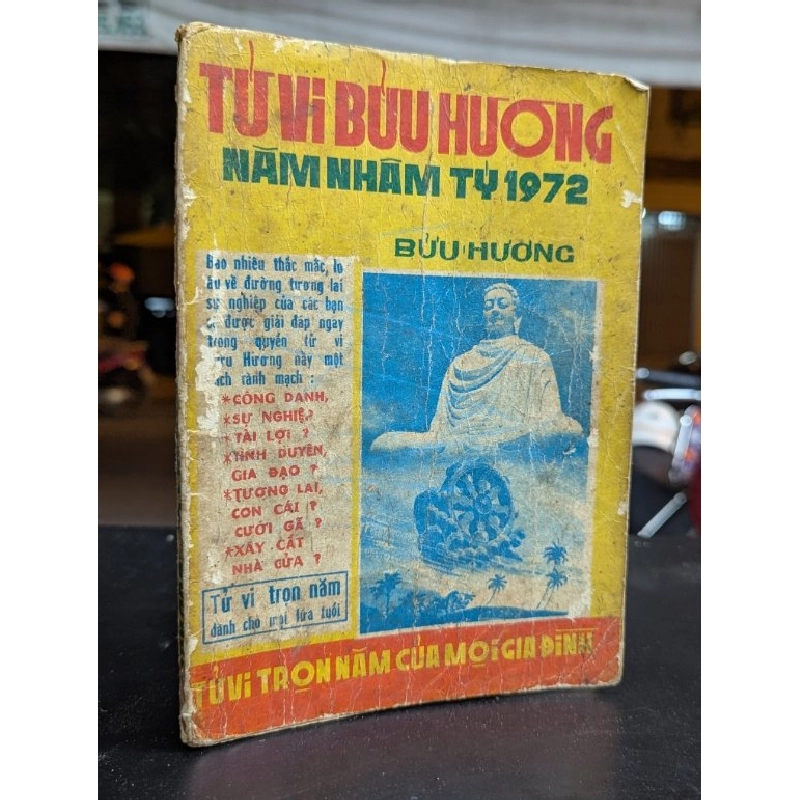 TỬ VI BỬU HƯƠNG
NĂM NHÂM TÝ 1972
BỬU HƯƠNG
Bao nhiêu thắc mắc, lo
âu về đường tương lai
sự nghiệp của các bạn
được giải đáp ngay
trong quyển tử vi
Bửu Hương này một
cách rành mạch :
*CÔNG DANH,
*SỰ NGHIỆP
*TÀI LỢI ?
*TÌNH DUYÊN,
GIA ĐẠO ?
*TƯƠNG LAI,
CON CÁI ?
CƯỚI GÃ ?
*XÂY CẤT
NHÀ CỬA ?
Tử vi trọn năm
dành cho mọi lứa tuổi
TỬ VI TRỌN NĂM CỦA MỌI GIA ĐÌNH